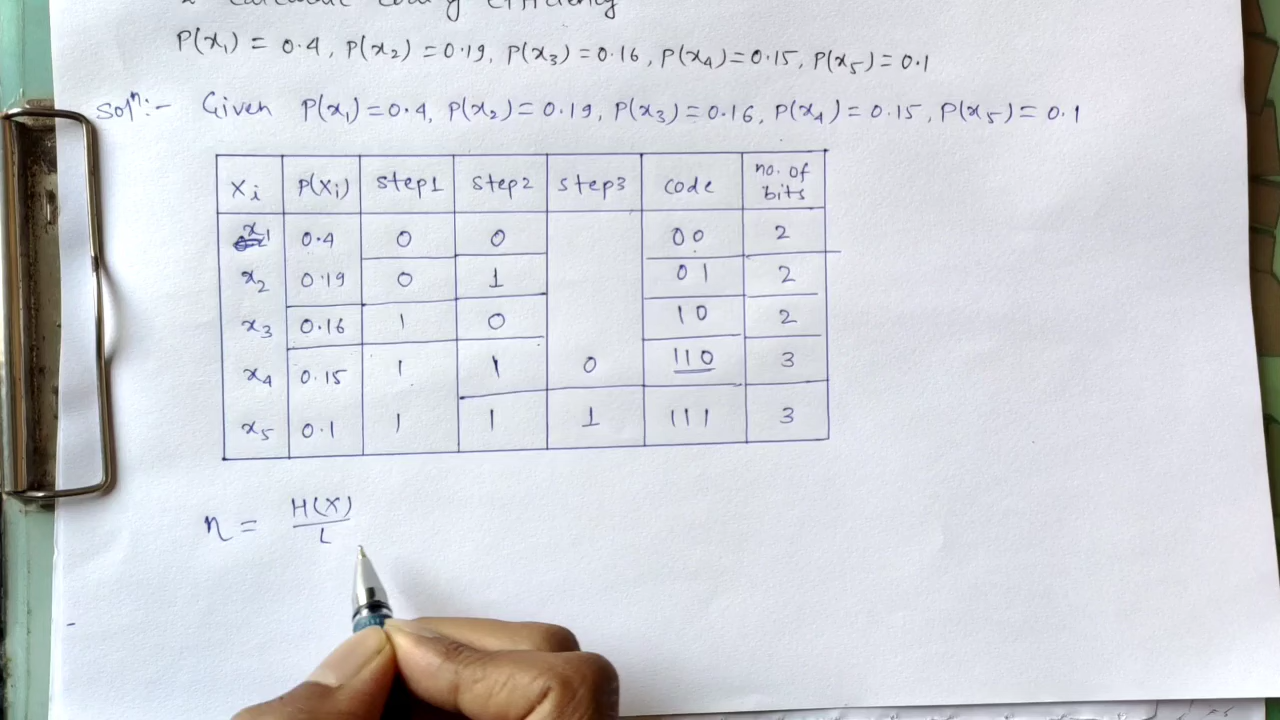 P(x1) = 0.4, P(x2) = 0.19, P(x3) = 0.16, P(x4) = 0.15, P(x5) = 0.1
Solⁿ:- Given P(x1) = 0.4, P(x2) = 0.19, P(x3) = 0.16, P(x4) = 0.15, P(x5) = 0.1
Xi P(Xi) step1 step2 step3 code no. of bits
x1 0.4 0 0 00 2
x2 0.19 0 1 01 2
x3 0.16 1 0 10 2
x4 0.15 1 1 0 110 3
x5 0.1 1 1 1 111 3
η = H(X)
L